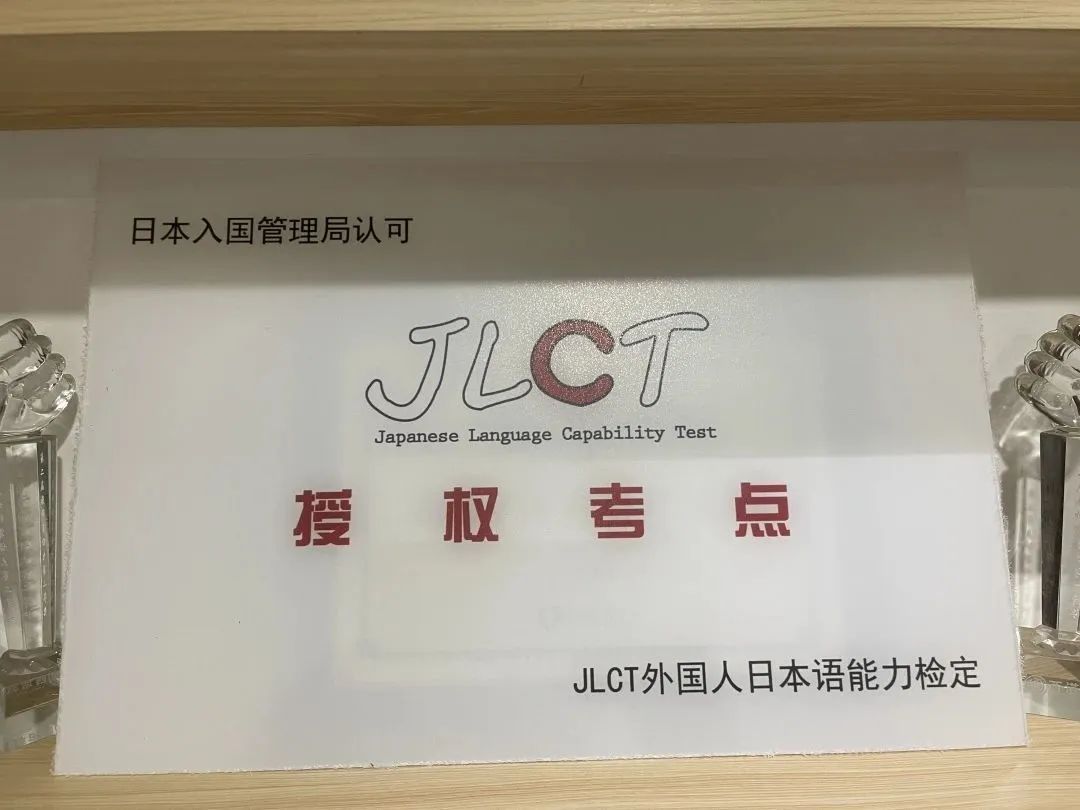 日本入国管理局认可
JLCT
Japanese Language Capability Test
授权考点
JLCT外国人日本语能力检定